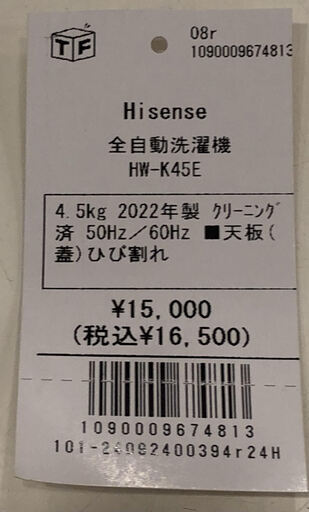 TF
08r
1090009674813
Hisense
全自動洗濯機
HW-K45E
4.5kg 2022年製 ｸﾘｰﾆﾝｸﾞ
済 50Hz／60Hz ■天板(
蓋)ひび割れ
¥15,000
(税込¥16,500)
1090009674813
101-24092400394r24H